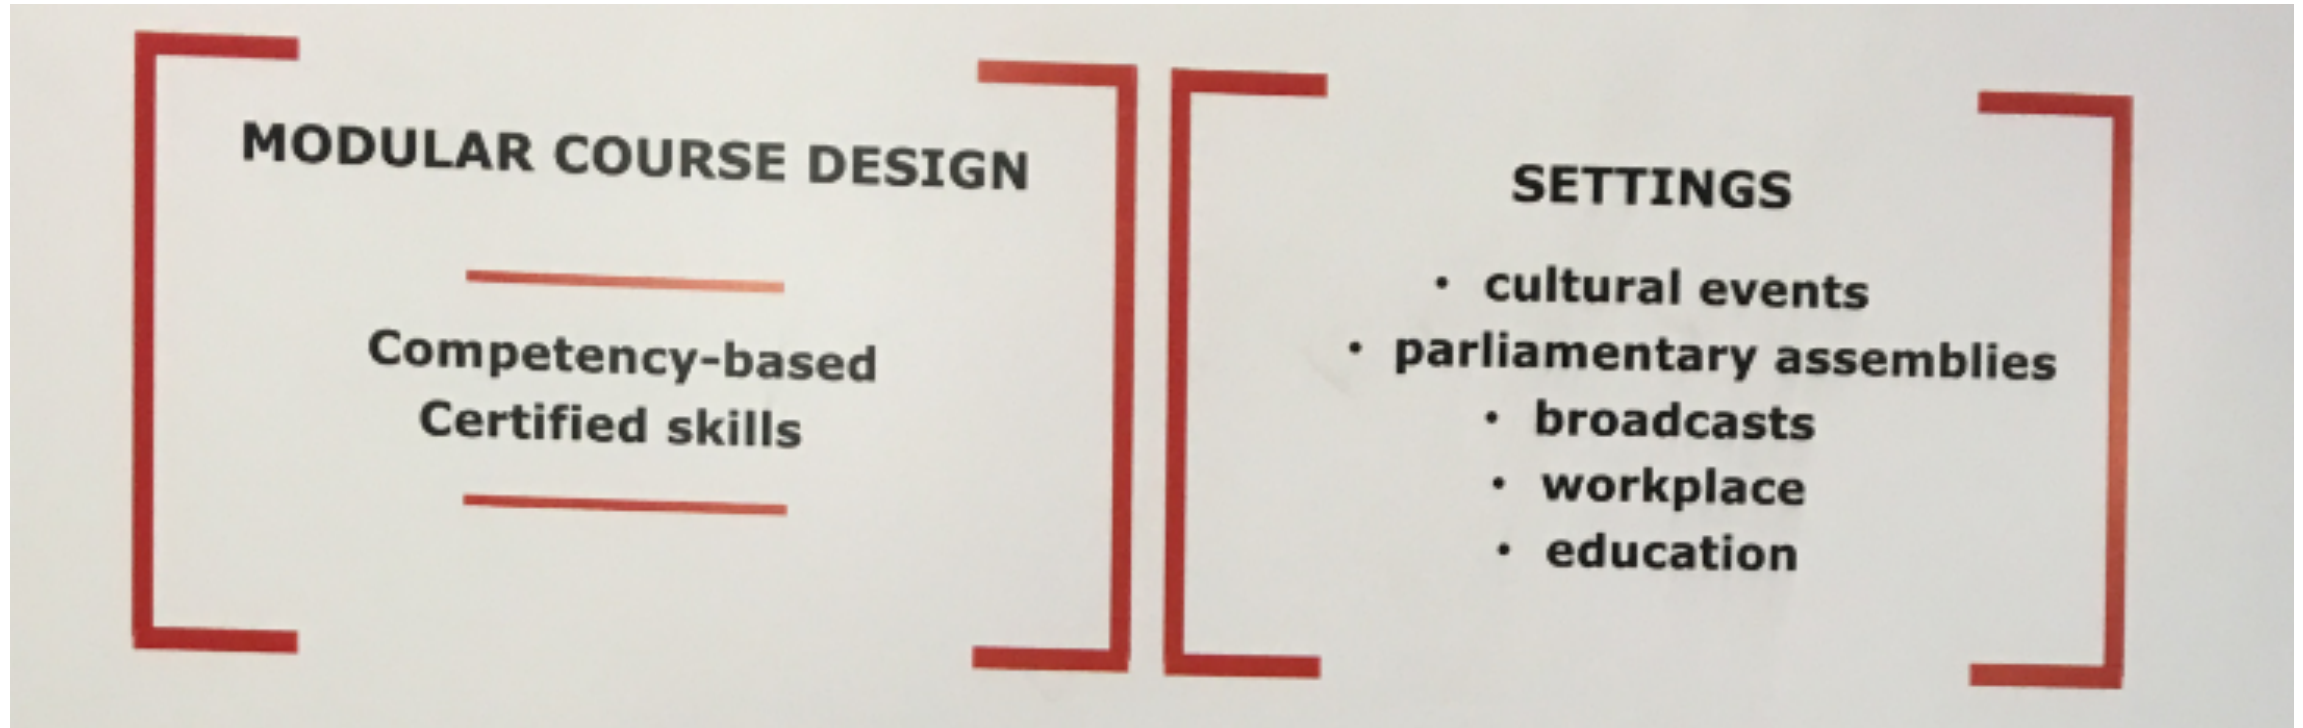 MODULAR COURSE DESIGN
Competency-based
Certified skills
SETTINGS
• cultural events
• parliamentary assemblies
• broadcasts
• workplace
• education